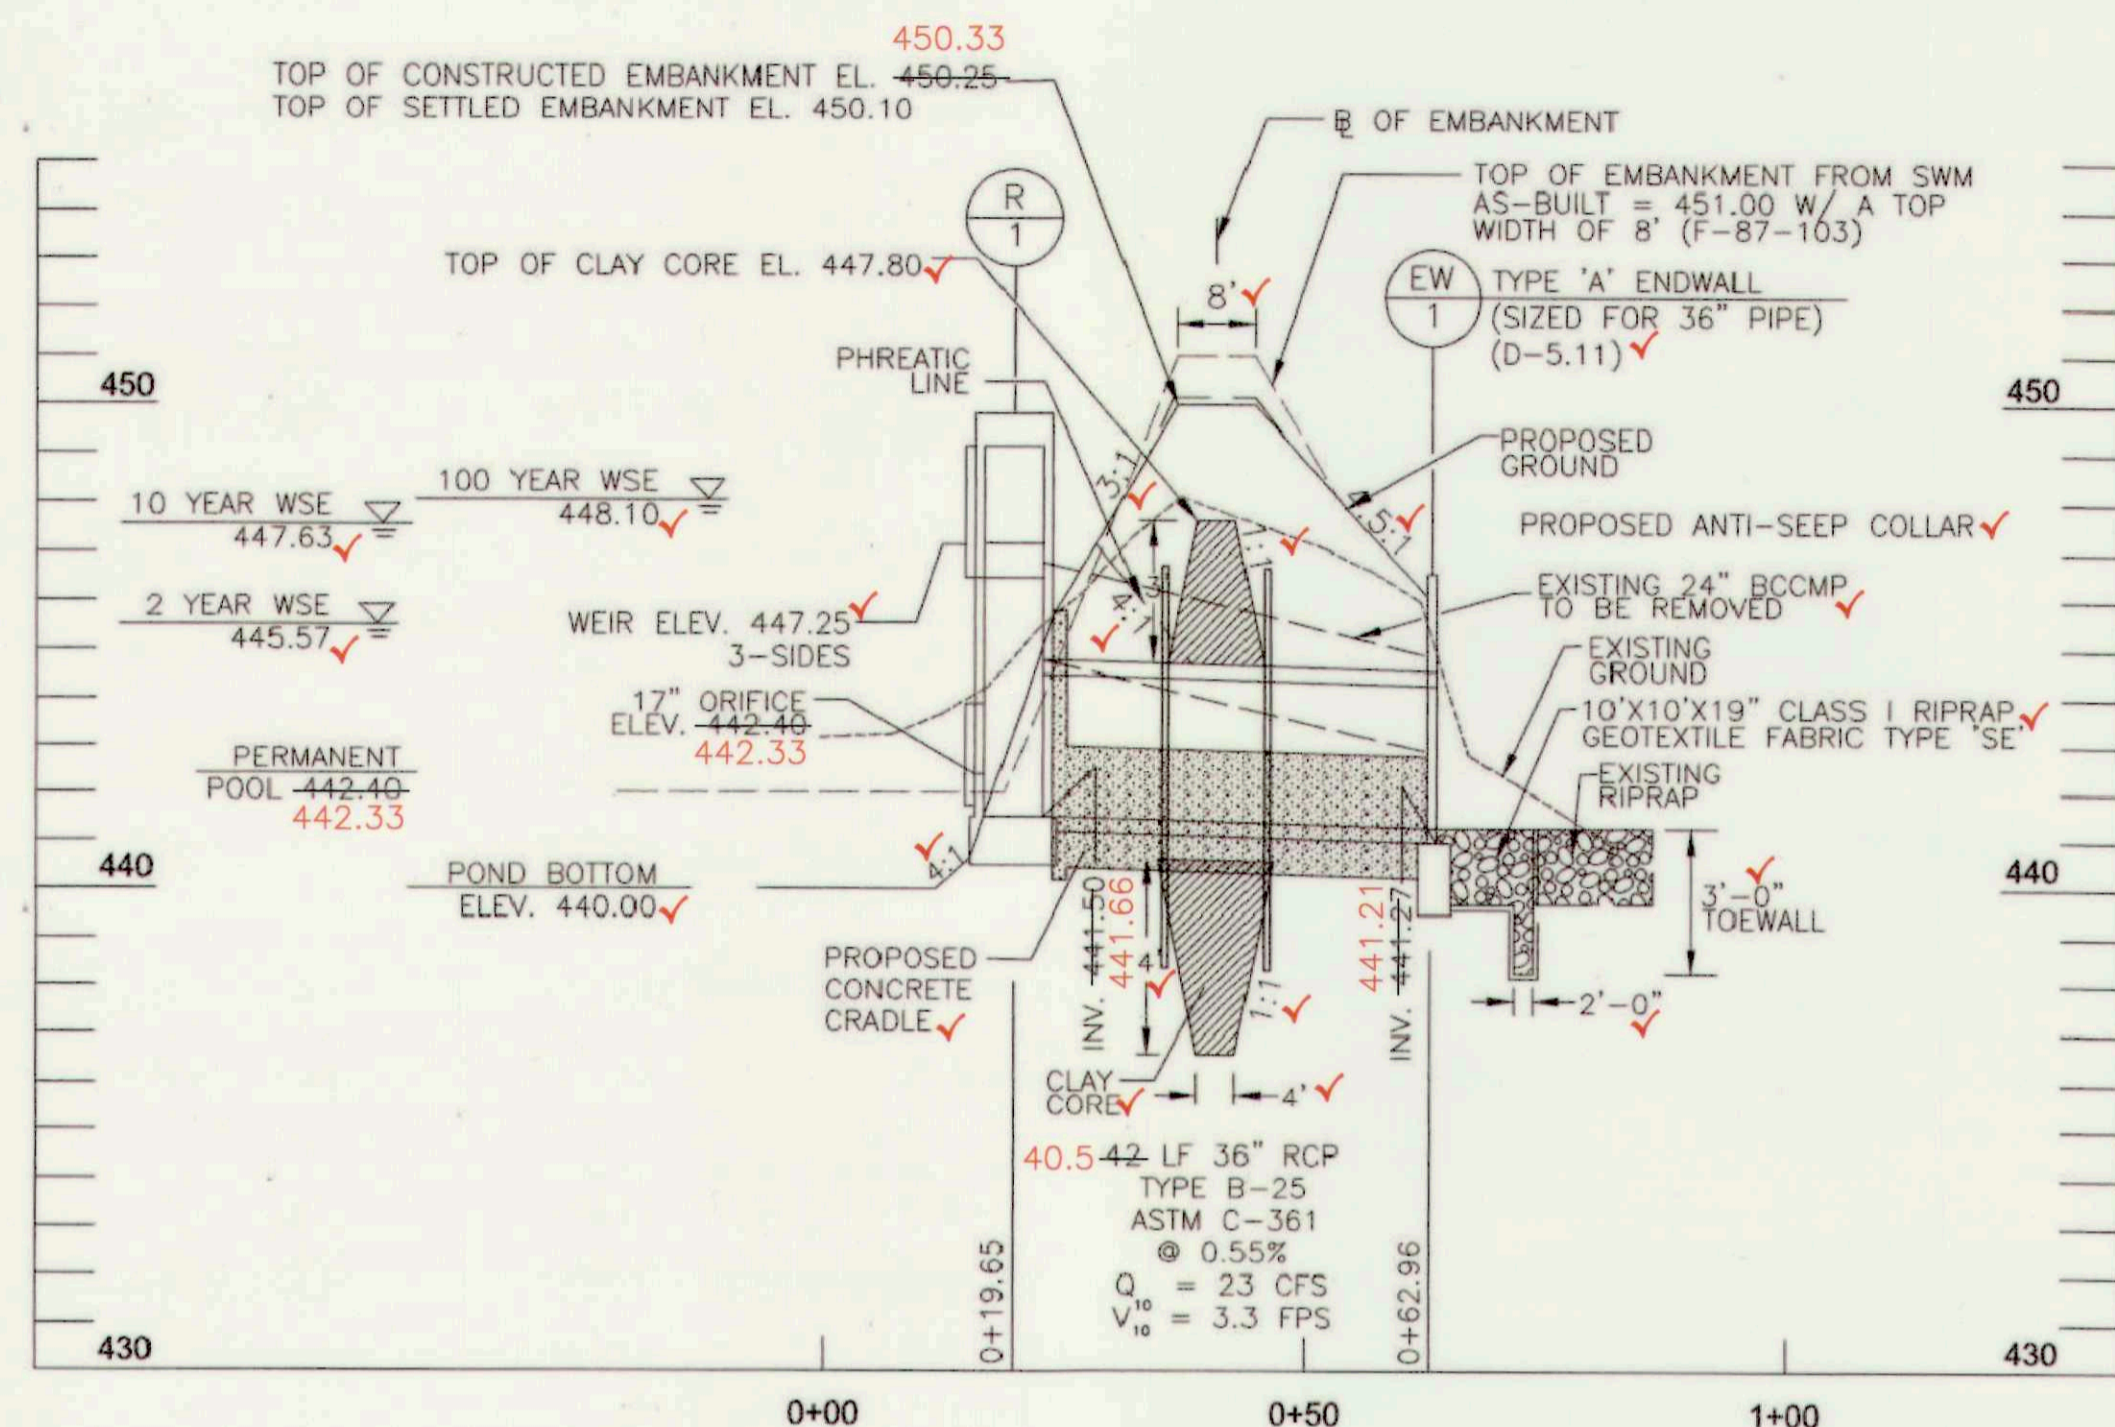 450.33
TOP OF CONSTRUCTED EMBANKMENT EL. 450.25
TOP OF SETTLED EMBANKMENT EL. 450.10
℄ OF EMBANKMENT
TOP OF EMBANKMENT FROM SWM
AS-BUILT = 451.00 W/ A TOP
WIDTH OF 8' (F-87-103)
R
1
TOP OF CLAY CORE EL. 447.80
8'
EW
1
TYPE 'A' ENDWALL
(SIZED FOR 36" PIPE)
(D-5.11)
PHREATIC
LINE
450
450
PROPOSED
GROUND
3:1
100 YEAR WSE
448.10
10 YEAR WSE
447.63
5:1
PROPOSED ANTI-SEEP COLLAR
1:1
3'
4:1
EXISTING 24" BCCMP
TO BE REMOVED
2 YEAR WSE
445.57
WEIR ELEV. 447.25
3-SIDES
EXISTING
GROUND
17" ORIFICE
ELEV. 442.40
442.33
10'X10'X19" CLASS I RIPRAP
GEOTEXTILE FABRIC TYPE 'SE'
PERMANENT
POOL 442.40
442.33
EXISTING
RIPRAP
440
440
4:1
POND BOTTOM
ELEV. 440.00
3'-0"
TOEWALL
INV. 441.50
441.66
4'
441.21
INV. 441.27
PROPOSED
CONCRETE
CRADLE
1:1
2'-0"
CLAY
CORE
4'
40.5 42 LF 36" RCP
TYPE B-25
ASTM C-361
@ 0.55%
Q10 = 23 CFS
V10 = 3.3 FPS
0+19.65
0+62.96
430
430
0+00
0+50
1+00